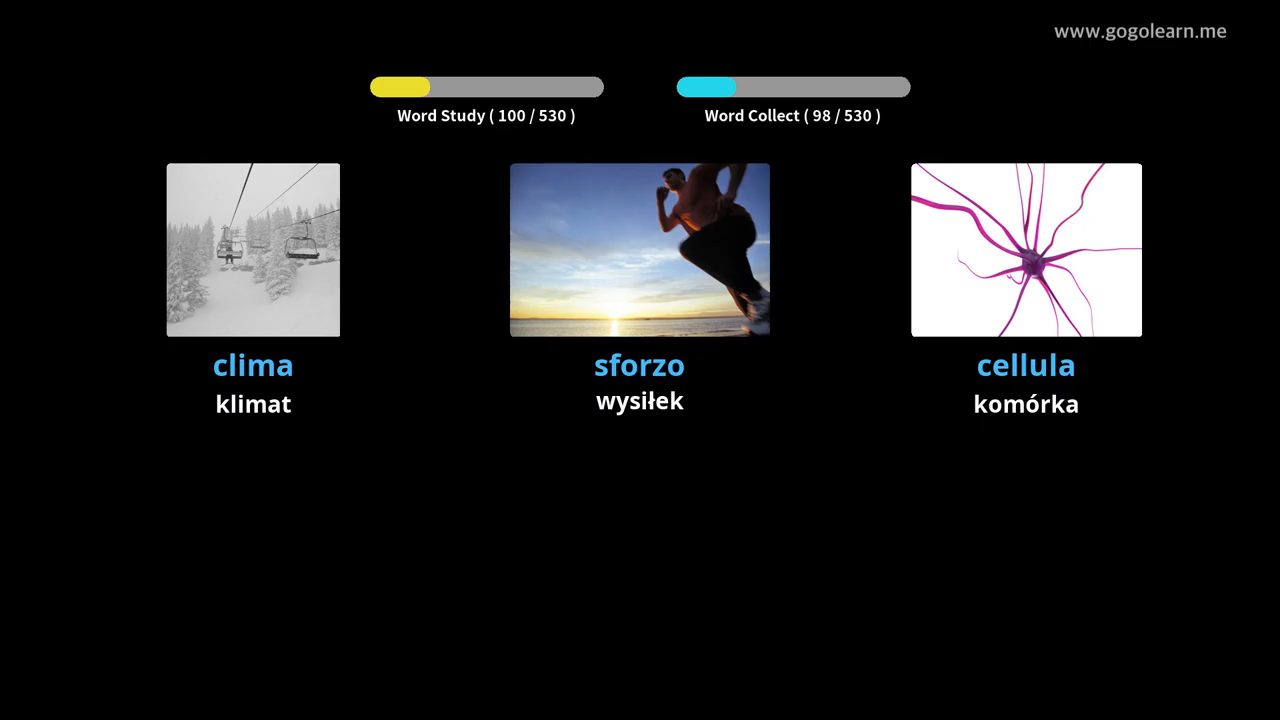 www.gogolearn.me
Word Study ( 100 / 530 )
Word Collect ( 98 / 530 )
clima
klimat
sforzo
wysiłek
cellula
komórka